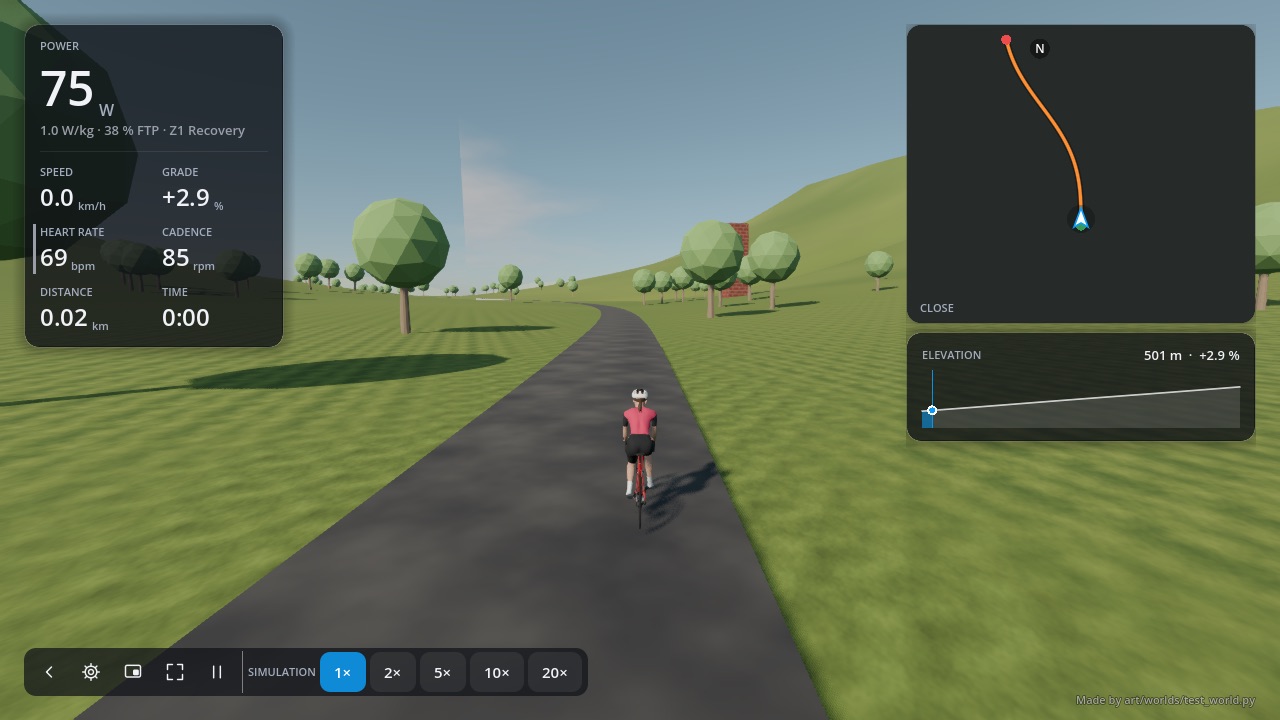 POWER
75 W
1.0 W/kg · 38 % FTP · Z1 Recovery
SPEED GRADE
0.0 km/h +2.9 %
HEART RATE CADENCE
69 bpm 85 rpm
DISTANCE TIME
0.02 km 0:00
N
CLOSE
ELEVATION 501 m · +2.9 %
SIMULATION 1× 2× 5× 10× 20×
Made by art/worlds/test_world.py